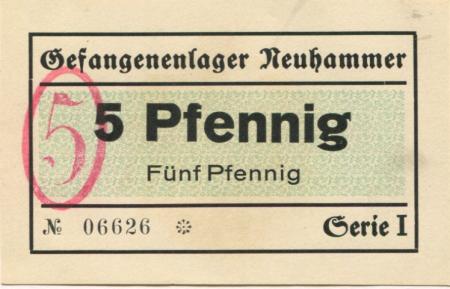 Gefangenenlager Neuhammer
5 5 Pfennig
Fünf Pfennig
№ 06626 Serie I